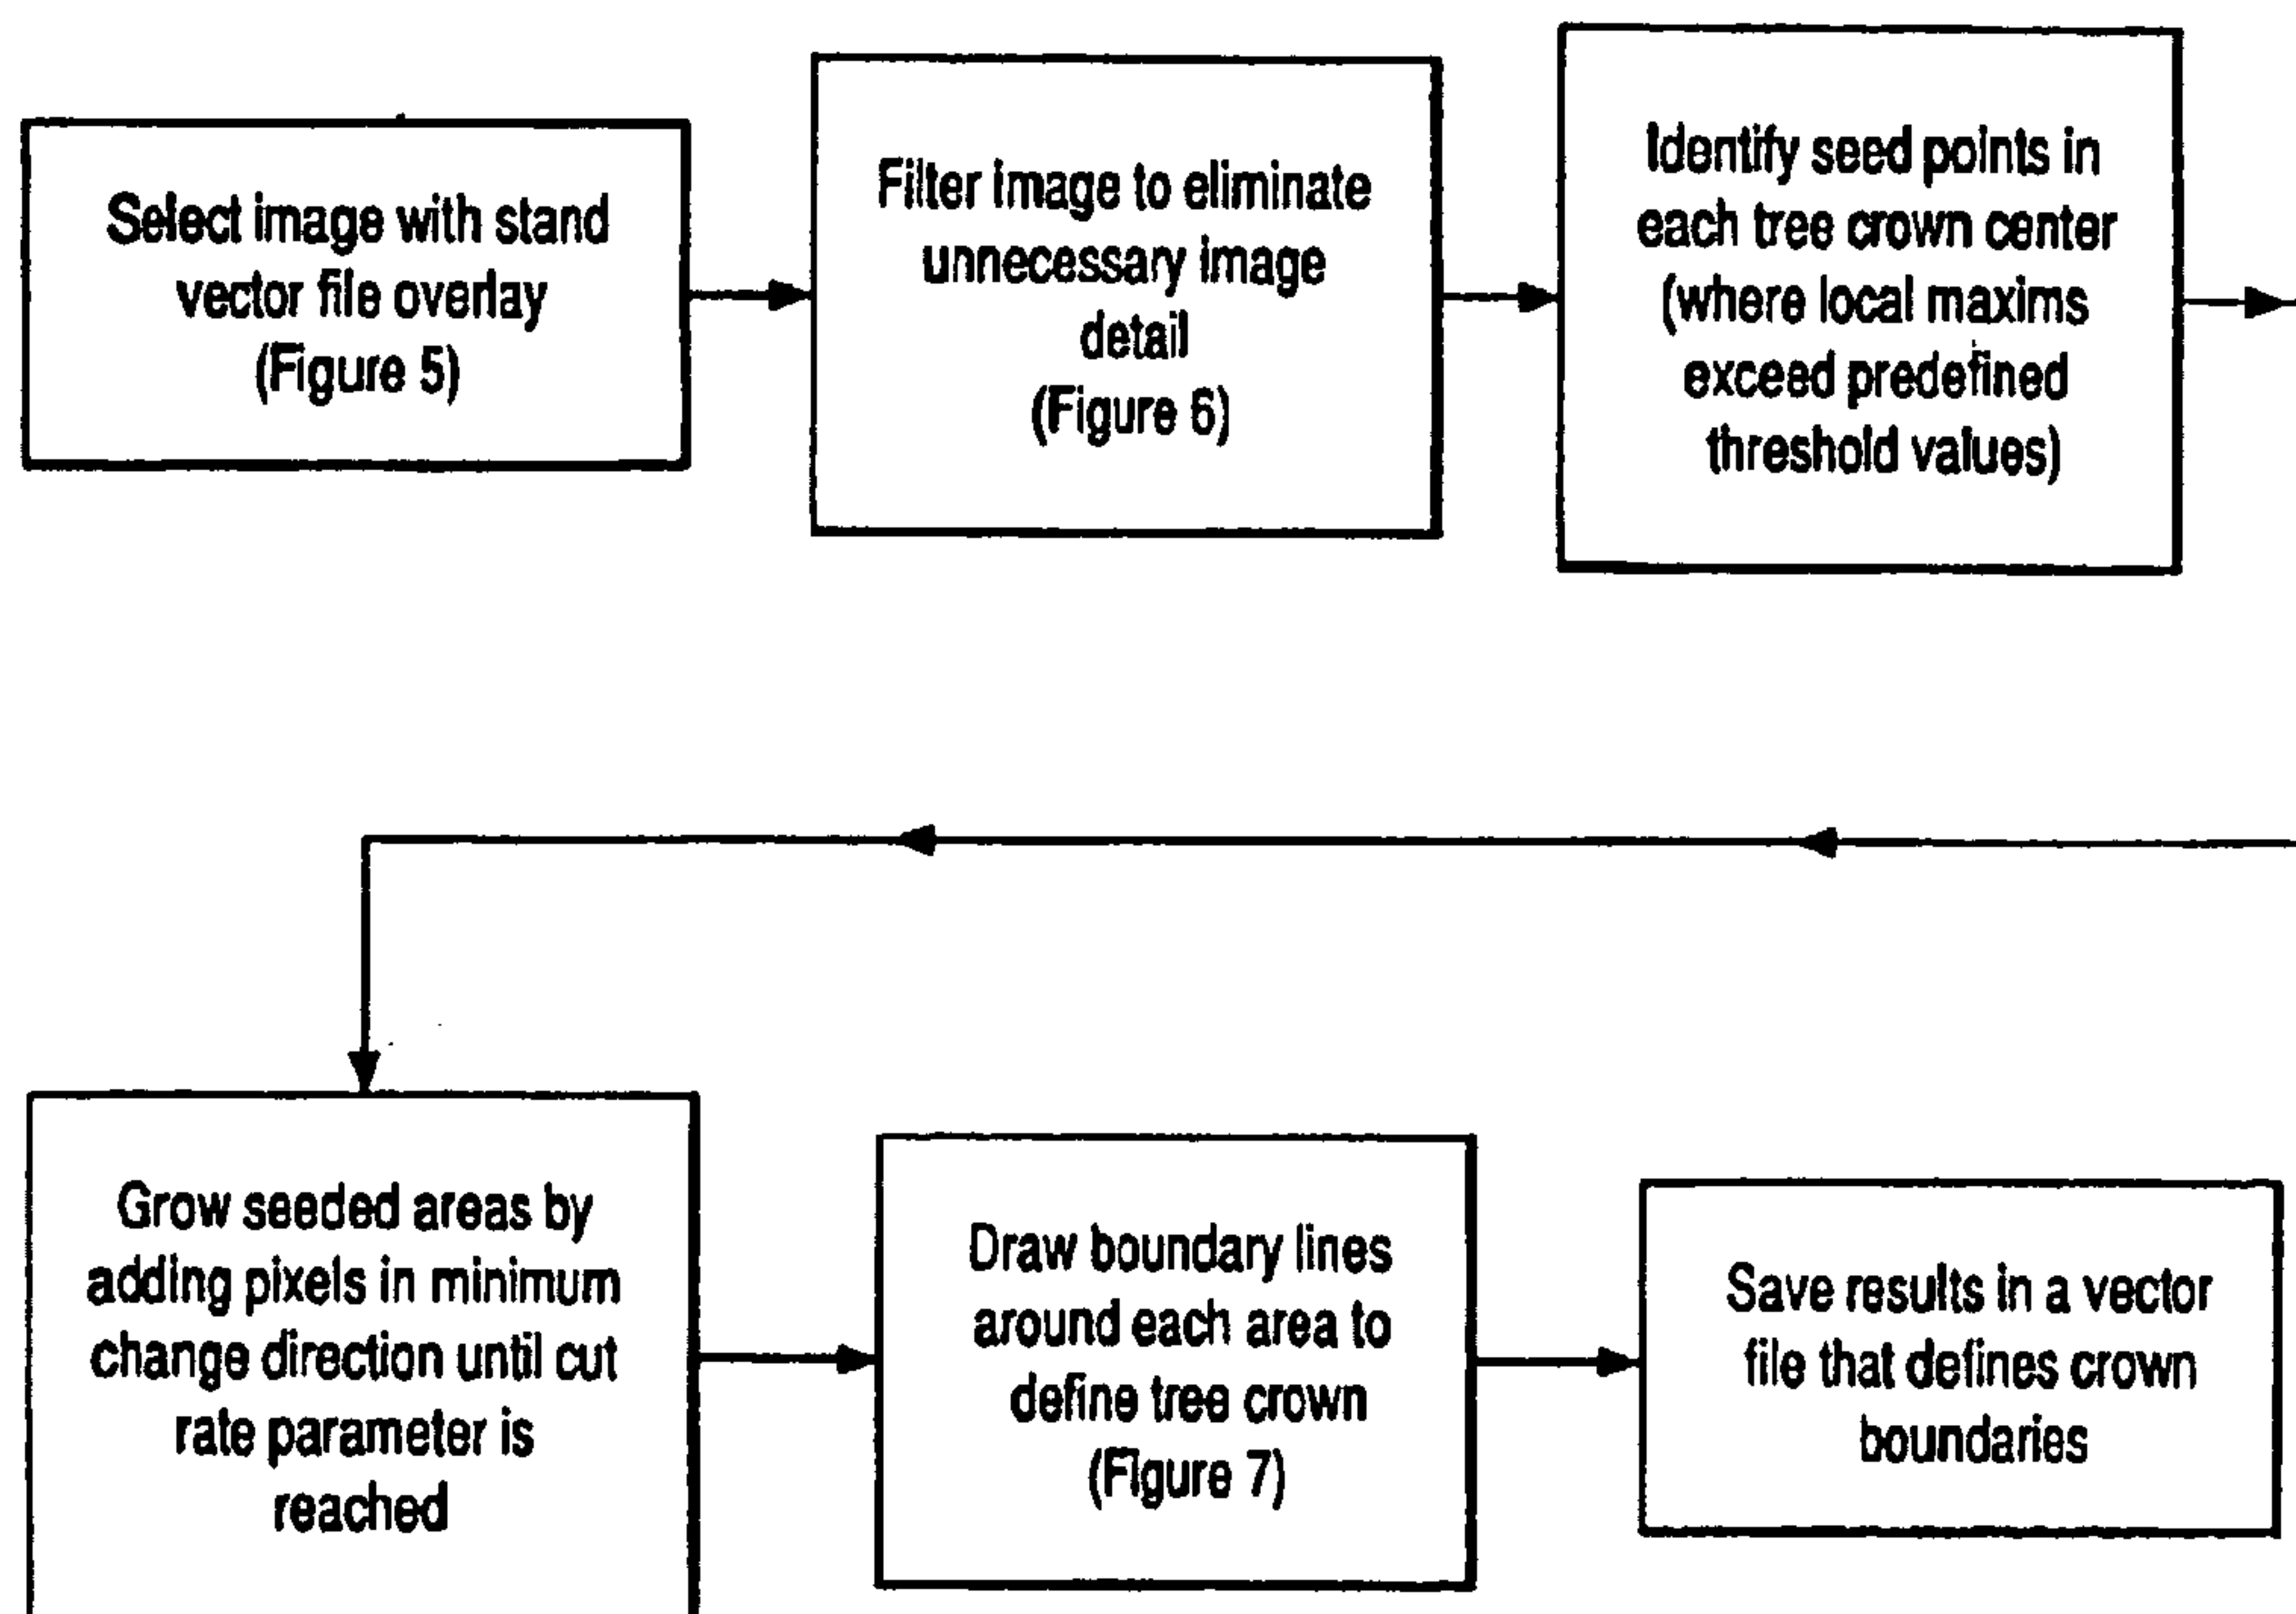 Select image with stand
vector file overlay
(Figure 5)
Filter image to eliminate
unnecessary image
detail
(Figure 6)
Identify seed points in
each tree crown center
(where local maxims
exceed predefined
threshold values)
Grow seeded areas by
adding pixels in minimum
change direction until cut
rate parameter is
reached
Draw boundary lines
around each area to
define tree crown
(Figure 7)
Save results in a vector
file that defines crown
boundaries